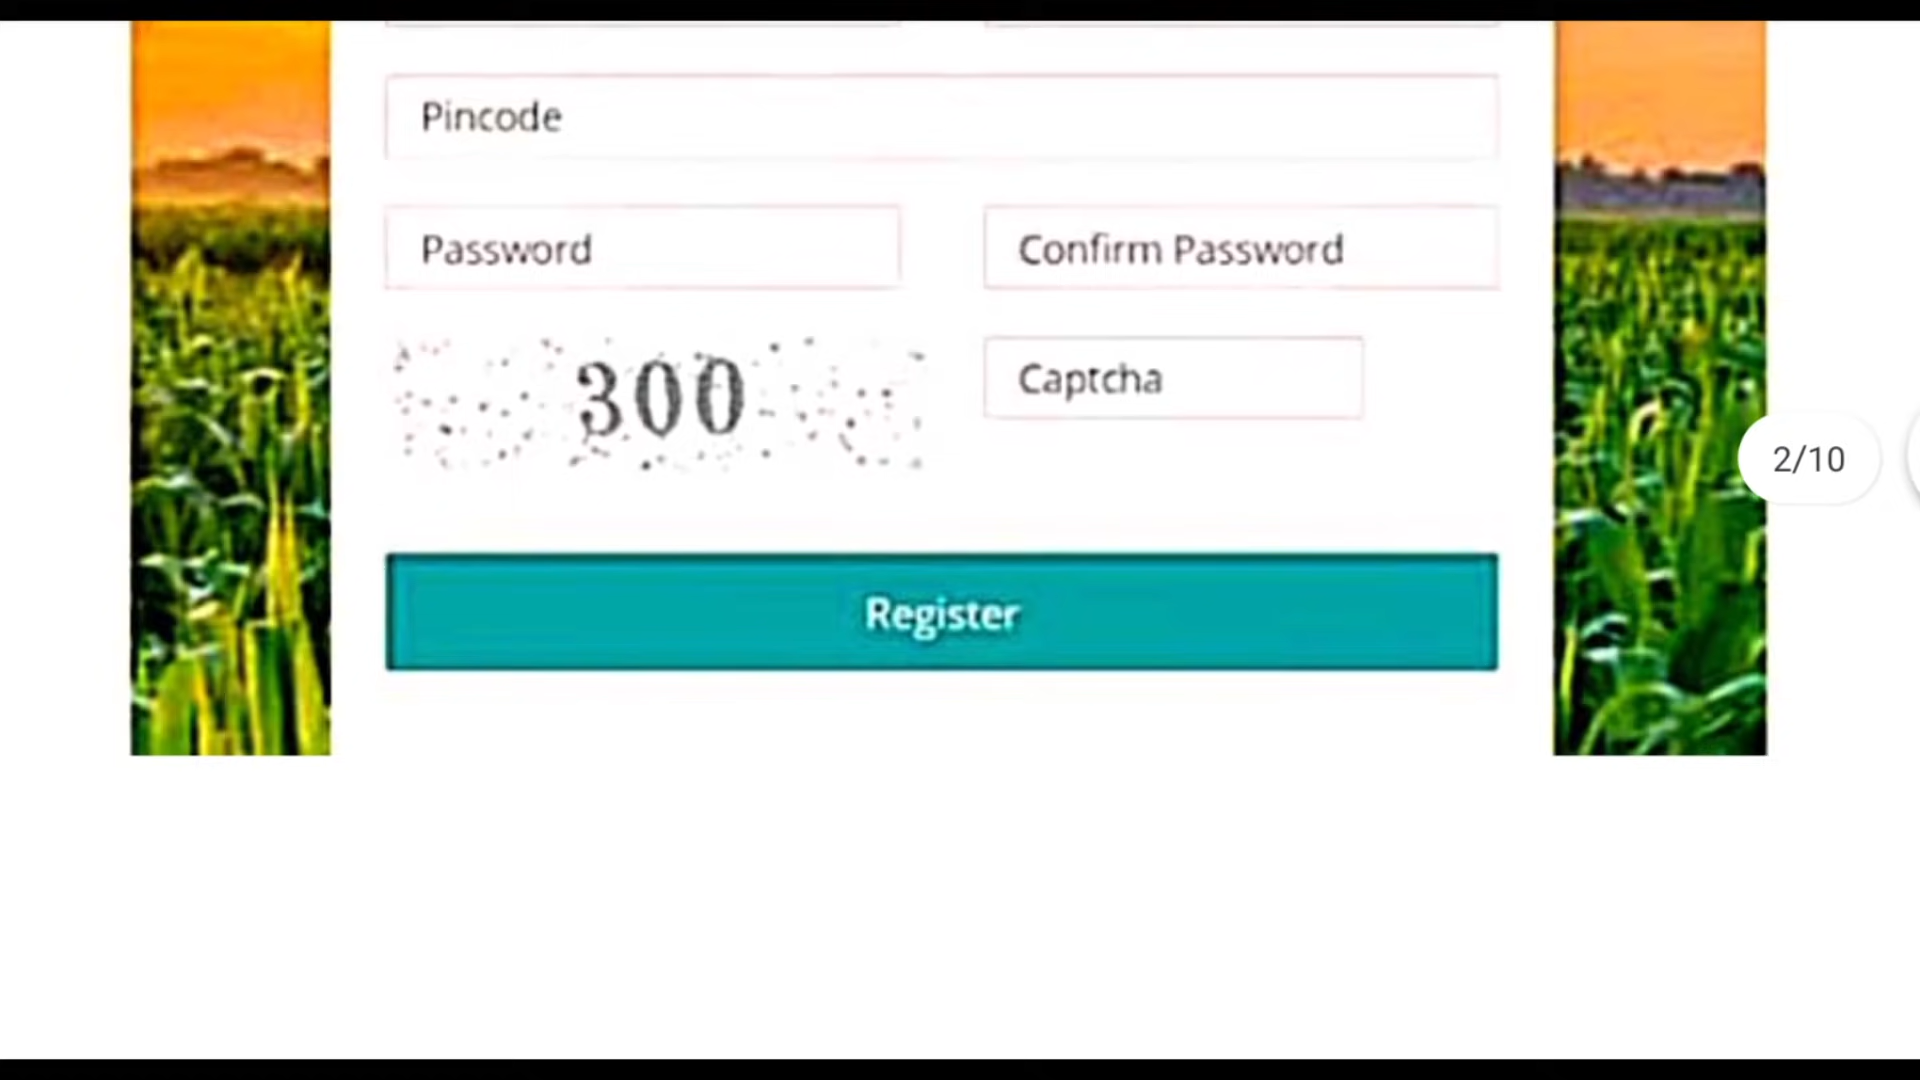 Pincode
Password
Confirm Password
300
Captcha
2/10
Register